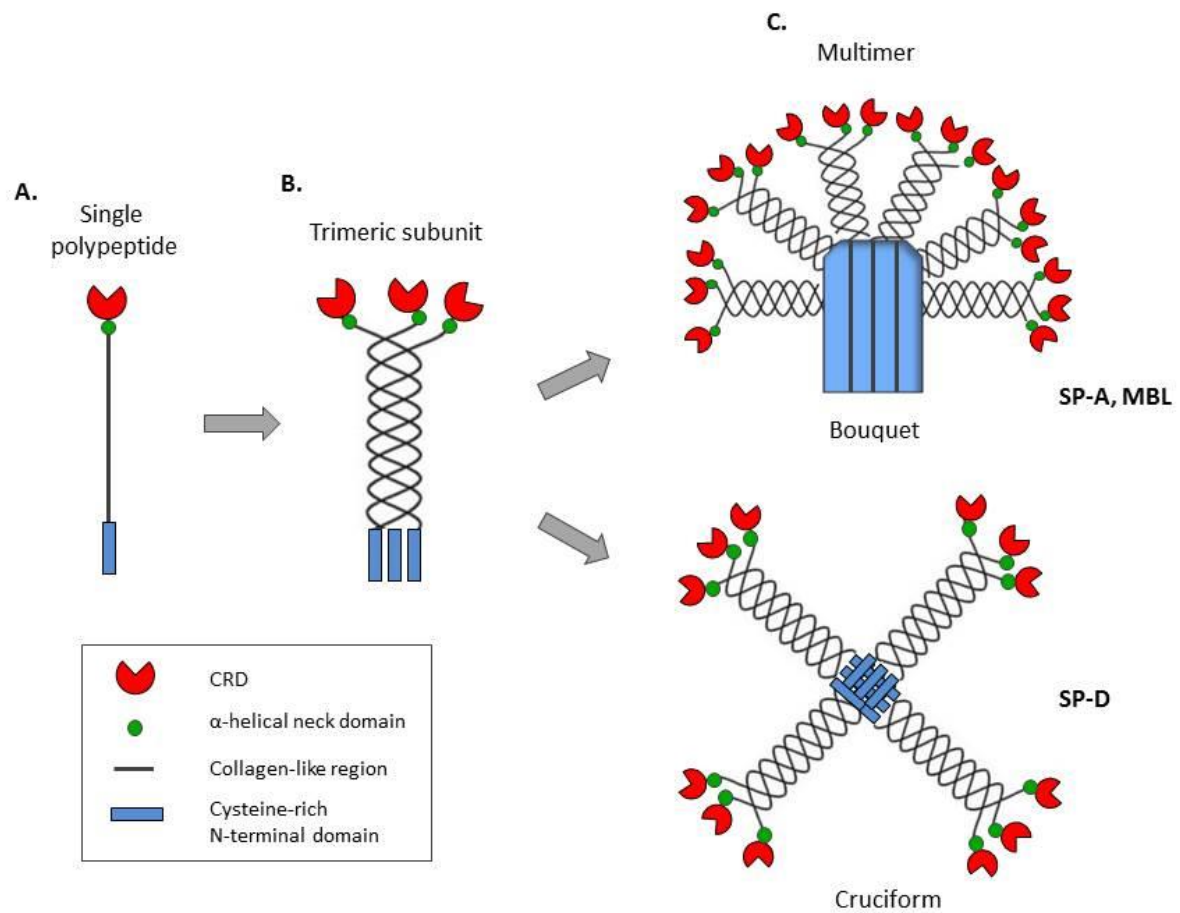 A.
Single
polypeptide
B.
Trimeric subunit
C.
Multimer
SP-A, MBL
Bouquet
SP-D
Cruciform
CRD
α-helical neck domain
Collagen-like region
Cysteine-rich
N-terminal domain